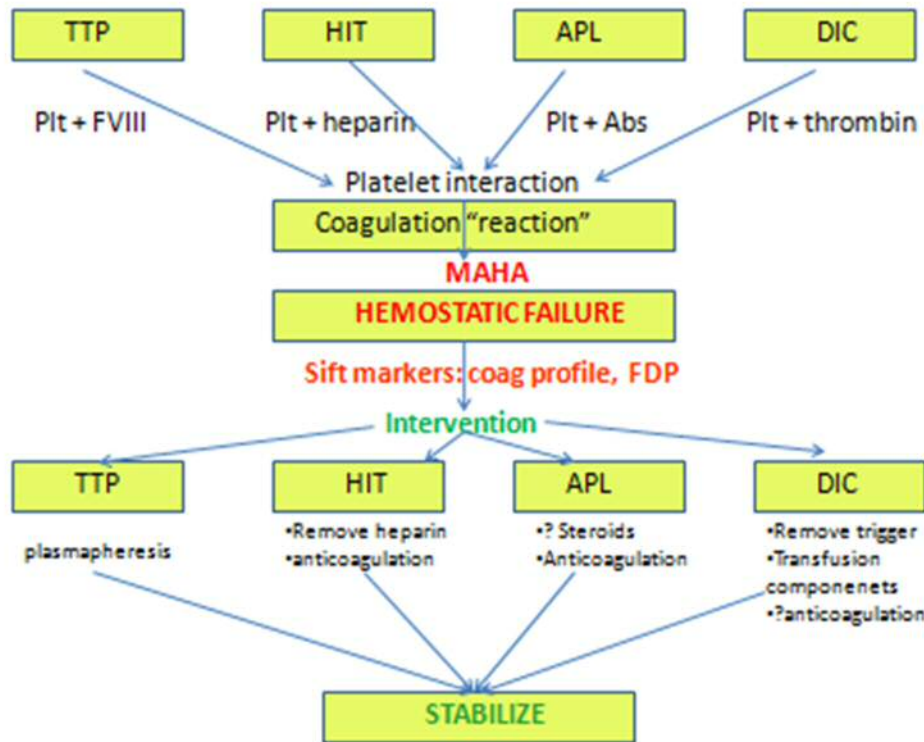 TTP
HIT
APL
DIC
Plt + FVIII
Plt + heparin
Plt + Abs
Plt + thrombin
Platelet interaction
Coagulation “reaction”
MAHA
HEMOSTATIC FAILURE
Sift markers: coag profile, FDP
Intervention
TTP
HIT
APL
DIC
plasmapheresis
•Remove heparin
•anticoagulation
•? Steroids
•Anticoagulation
•Remove trigger
•Transfusion
componenets
•?anticoagulation
STABILIZE